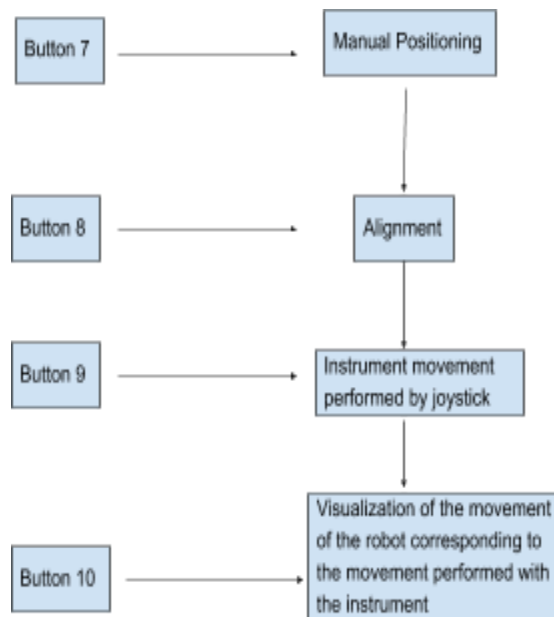 Button 7
Manual Positioning
Button 8
Alignment
Button 9
Instrument movement
performed by joystick
Button 10
Visualization of the movement
of the robot corresponding to
the movement performed with
the instrument